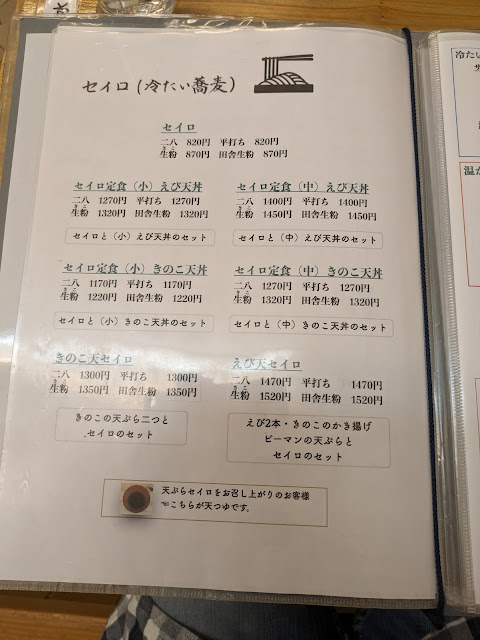 セイロ (冷たい蕎麦)
セイロ
二八 820円 平打ち 820円
生粉 870円 田舎生粉 870円
セイロ定食(小)えび天丼
二八 1270円 平打ち 1270円
生粉 1320円 田舎生粉 1320円
セイロと(小)えび天丼のセット
セイロ定食(中)えび天丼
二八 1400円 平打ち 1400円
生粉 1450円 田舎生粉 1450円
セイロと(中)えび天丼のセット
セイロ定食(小)きのこ天丼
二八 1170円 平打ち 1170円
生粉 1220円 田舎生粉 1220円
セイロと(小)きのこ天丼のセット
セイロ定食(中)きのこ天丼
二八 1270円 平打ち 1270円
生粉 1320円 田舎生粉 1320円
セイロと(中)きのこ天丼のセット
きのこ天セイロ
二八 1300円 平打ち 1300円
生粉 1350円 田舎生粉 1350円
きのこの天ぷら二つと
セイロのセット
えび天セイロ
二八 1470円 平打ち 1470円
生粉 1520円 田舎生粉 1520円
えび2本・きのこのかき揚げ
ピーマンの天ぷらと
セイロのセット
天ぷらセイロをお召し上がりのお客様
☜こちらが天つゆです。
冷たい
温か